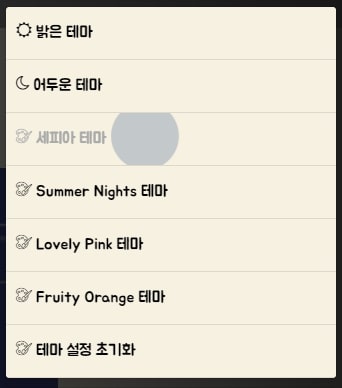 밝은 테마
어두운 테마
세피아 테마
Summer Nights 테마
Lovely Pink 테마
Fruity Orange 테마
테마 설정 초기화